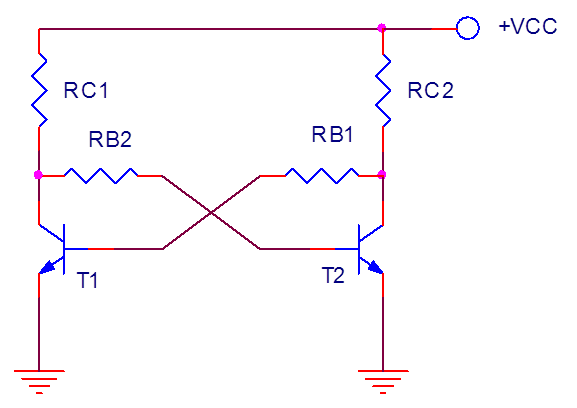 +VCC
RC1
RC2
RB2
RB1
T1
T2